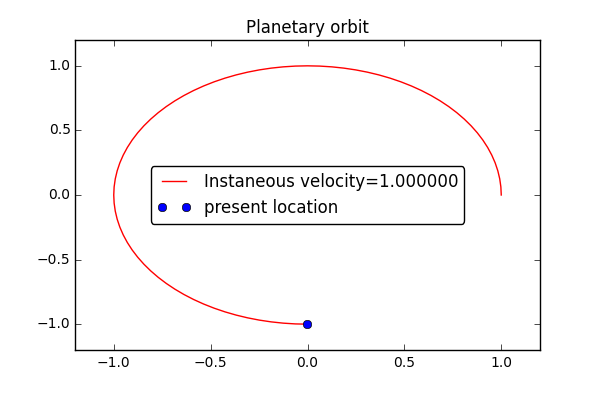 Planetary orbit
1.0
0.5
0.0
−0.5
−1.0
Instaneous velocity=1.000000
present location
−1.0 −0.5 0.0 0.5 1.0